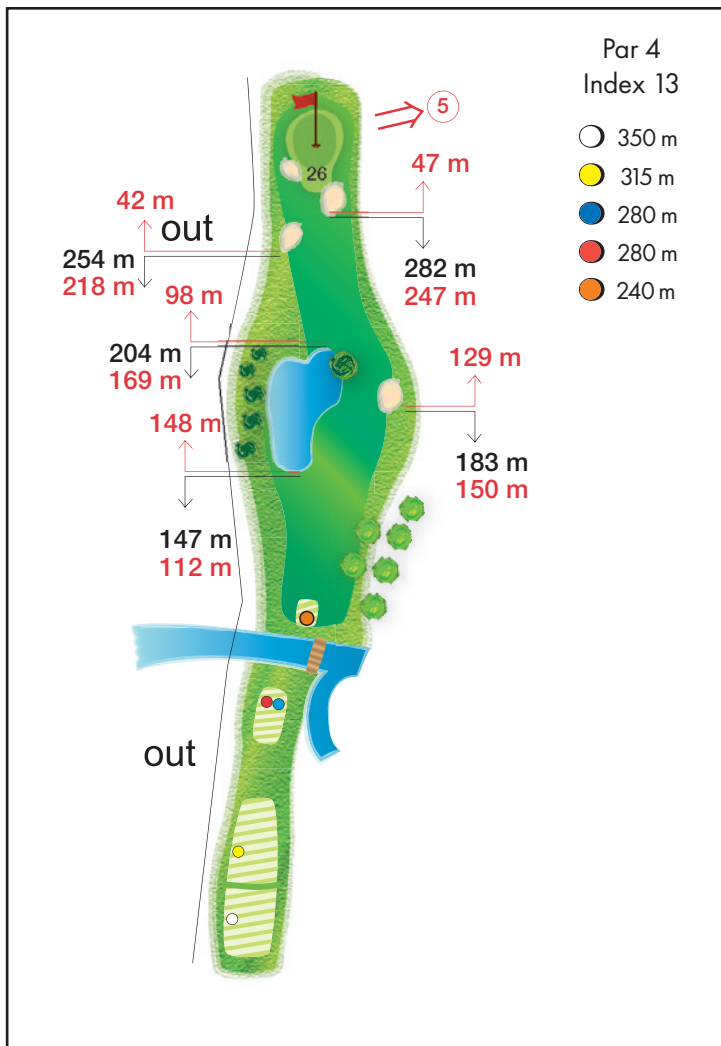 Par 4
Index 13
350 m
315 m
280 m
280 m
240 m
5
26
47 m
42 m
out
254 m
218 m
282 m
247 m
98 m
204 m
169 m
129 m
148 m
183 m
150 m
147 m
112 m
out